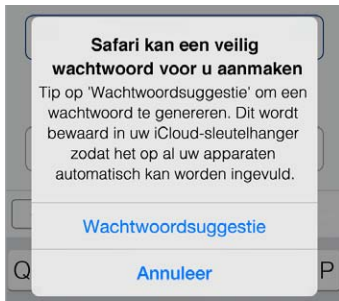 Safari kan een veilig
wachtwoord voor u aanmaken
Tip op 'Wachtwoordsuggestie' om een
wachtwoord te genereren. Dit wordt
bewaard in uw iCloud-sleutelhanger
zodat het op al uw apparaten
automatisch kan worden ingevuld.
Wachtwoordsuggestie
Annuleer
Q P